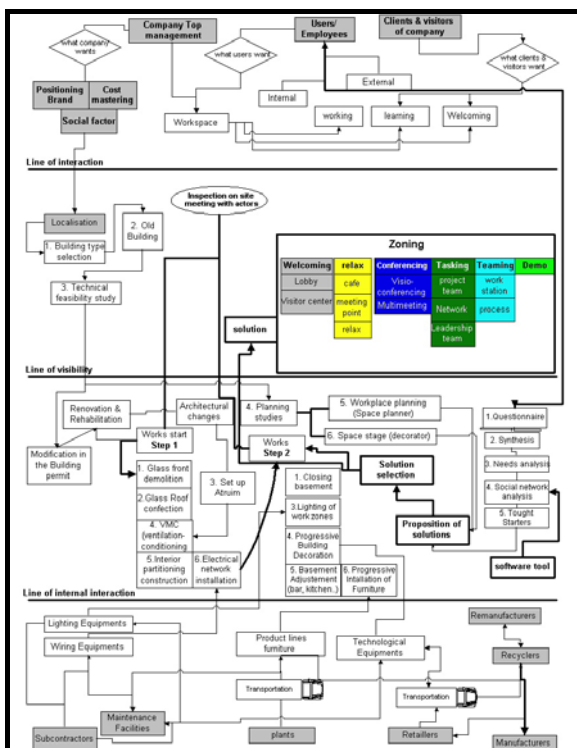 Company Top
management
Users/
Employees
Clients & visitors
of company
what company
wants
what users want
what clients &
visitors want
Positioning
Brand
Cost
mastering
Social factor
External
Internal
Workspace
working
learning
Welcoming
Line of interaction
Inspection on site
meeting with actors
Localisation
2. Old
Building
1. Building type
selection
3. Technical
feasibility study
Zoning
Welcoming
relax
Conferencing
Tasking
Teaming
Demo
Lobby
Visitor center
cafe
meeting
point
relax
Visio-
conferencing
Multimeeting
project
team
Network
Leadership
team
work
station
process
solution
Line of visibility
Renovation &
Rehabilitation
Architectural
changes
4. Planning
studies
5. Workplace planning
(Space planner)
6. Space stage (decorator)
1.Questionnaire
2. Synthesis
3. Needs analysis
4. Social network
analysis
5. Tought
Starters
Works start
Step 1
Works
Step 2
Modification in
the Building
permit
1. Glass front
demolition
2.Glass Roof
confection
4. VMC
(ventilation-
conditioning
5.Interior
partitioning
construction
3. Set up
Atruim
6.Electrical
network
installation
1. Closing
basement
3.Lighting of
work zones
4. Progressive
Building
Decoration
5. Basement
Adjustement
(bar, kitchen..)
6. Progressive
Intallation of
Furniture
Solution
selection
Proposition of
solutions
software tool
Line of internal interaction
Lighting Equipments
Wiring Equipments
Product lines
furniture
Technological
Equipments
Remanufacturers
Recyclers
Transportation
Transportation
Maintenance
Facilities
Subcontractors
plants
Retaillers
Manufacturers